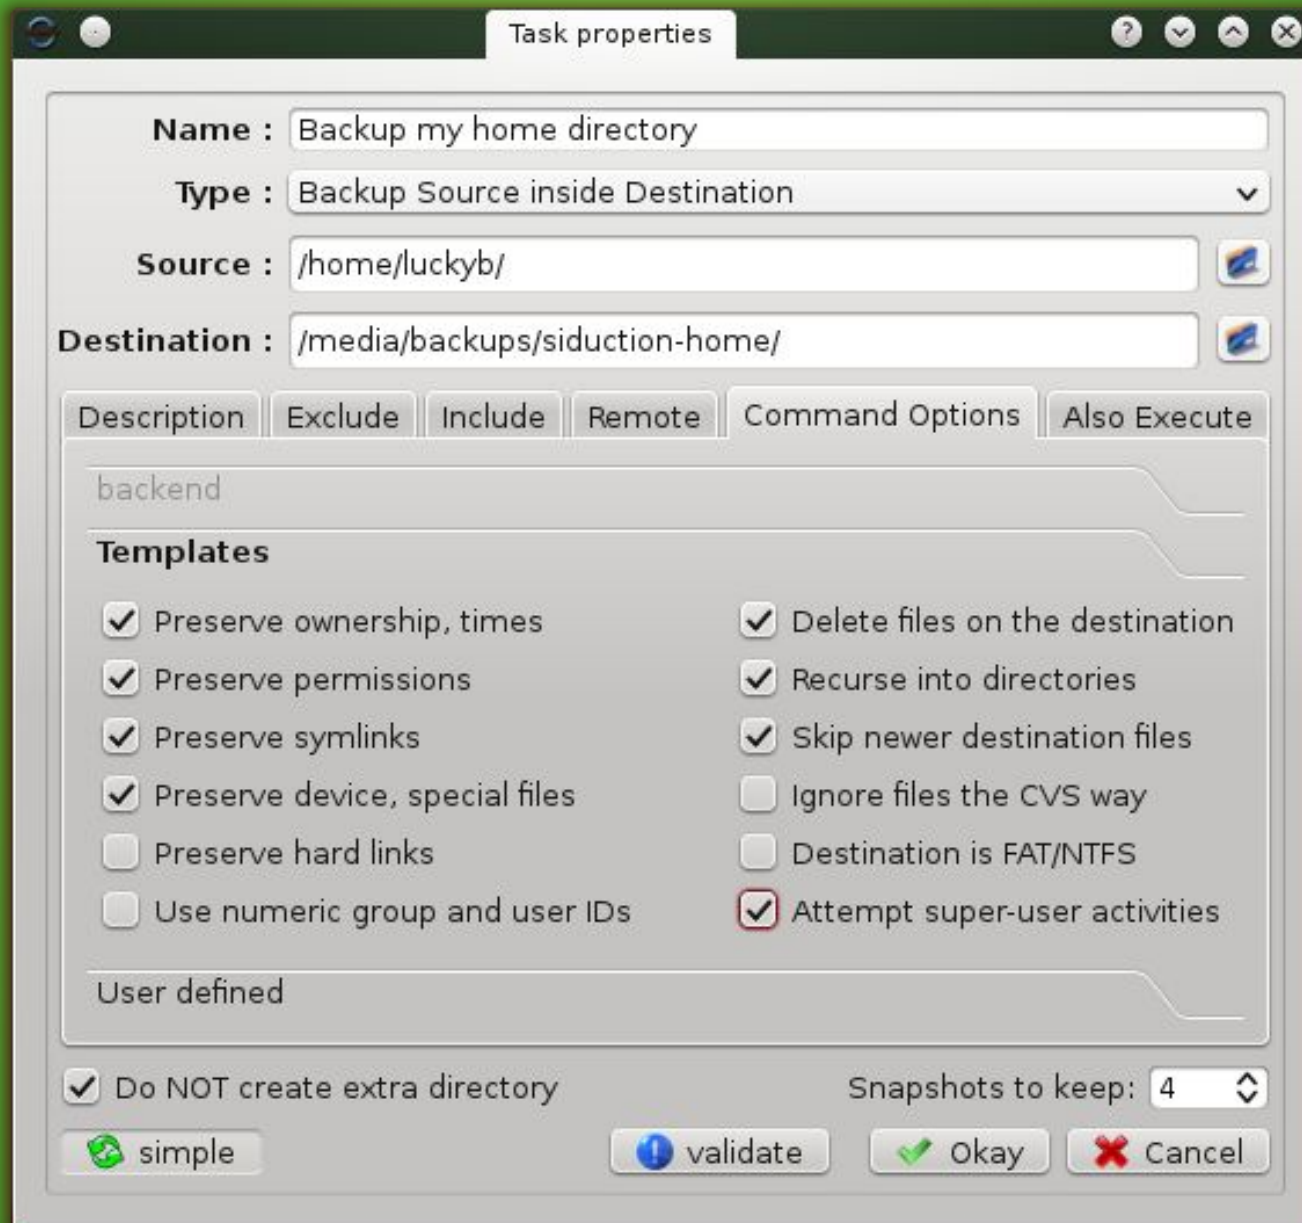 Task properties
Name : Backup my home directory
Type : Backup Source inside Destination
Source : /home/luckyb/
Destination : /media/backups/siduction-home/
Description Exclude Include Remote Command Options Also Execute
backend
Templates
Preserve ownership, times Delete files on the destination
Preserve permissions Recurse into directories
Preserve symlinks Skip newer destination files
Preserve device, special files Ignore files the CVS way
Preserve hard links Destination is FAT/NTFS
Use numeric group and user IDs Attempt super-user activities
User defined
Do NOT create extra directory Snapshots to keep: 4
simple validate Okay Cancel